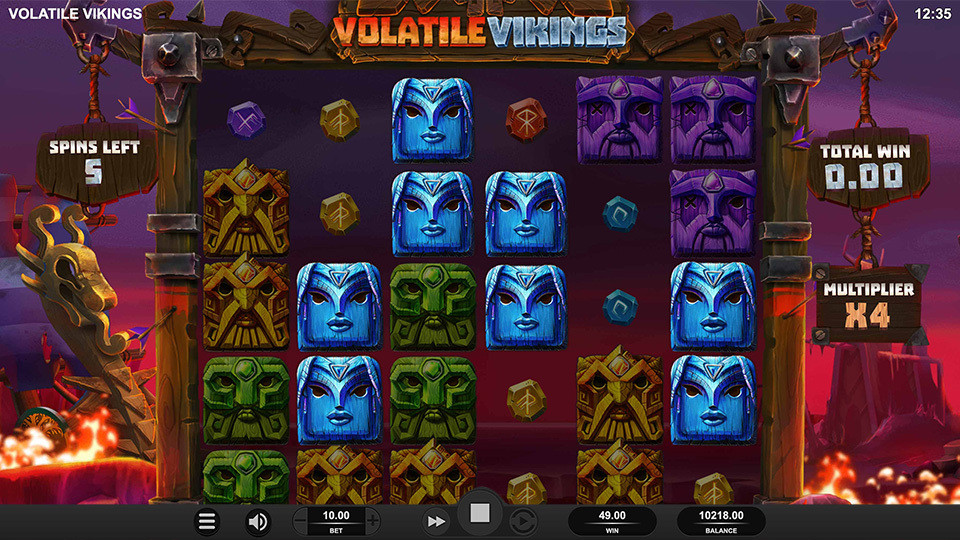 VOLATILE VIKINGS
12:35
VOLATILE VIKINGS
SPINS LEFT
5
TOTAL WIN
0.00
MULTIPLIER
X4
10.00
BET
49.00
WIN
10218.00
BALANCE